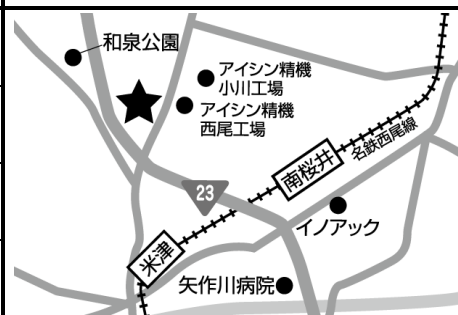 和泉公園
アイシン精機
小川工場
アイシン精機
西尾工場
名鉄西尾線
南桜井
23
イノアック
米津
矢作川病院